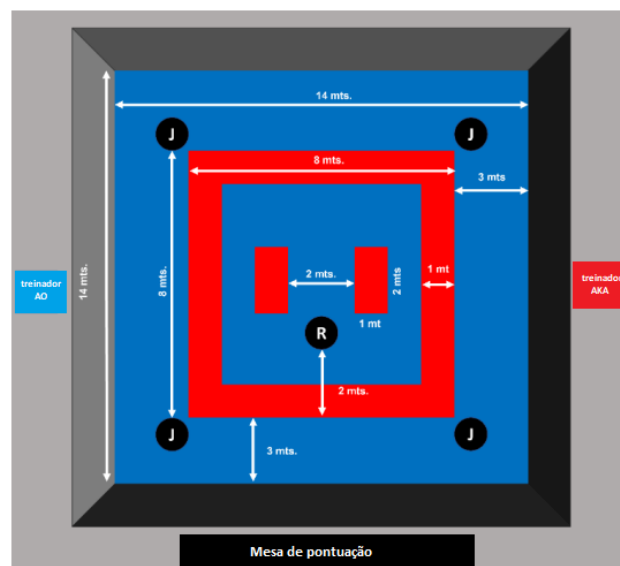 14 mts.
J
J
8 mts.
3 mts
treinador
AO
14 mts.
8 mts.
2 mts.
2 mts
1 mt
treinador
AKA
1 mt
R
2 mts.
J
J
3 mts.
Mesa de pontuação